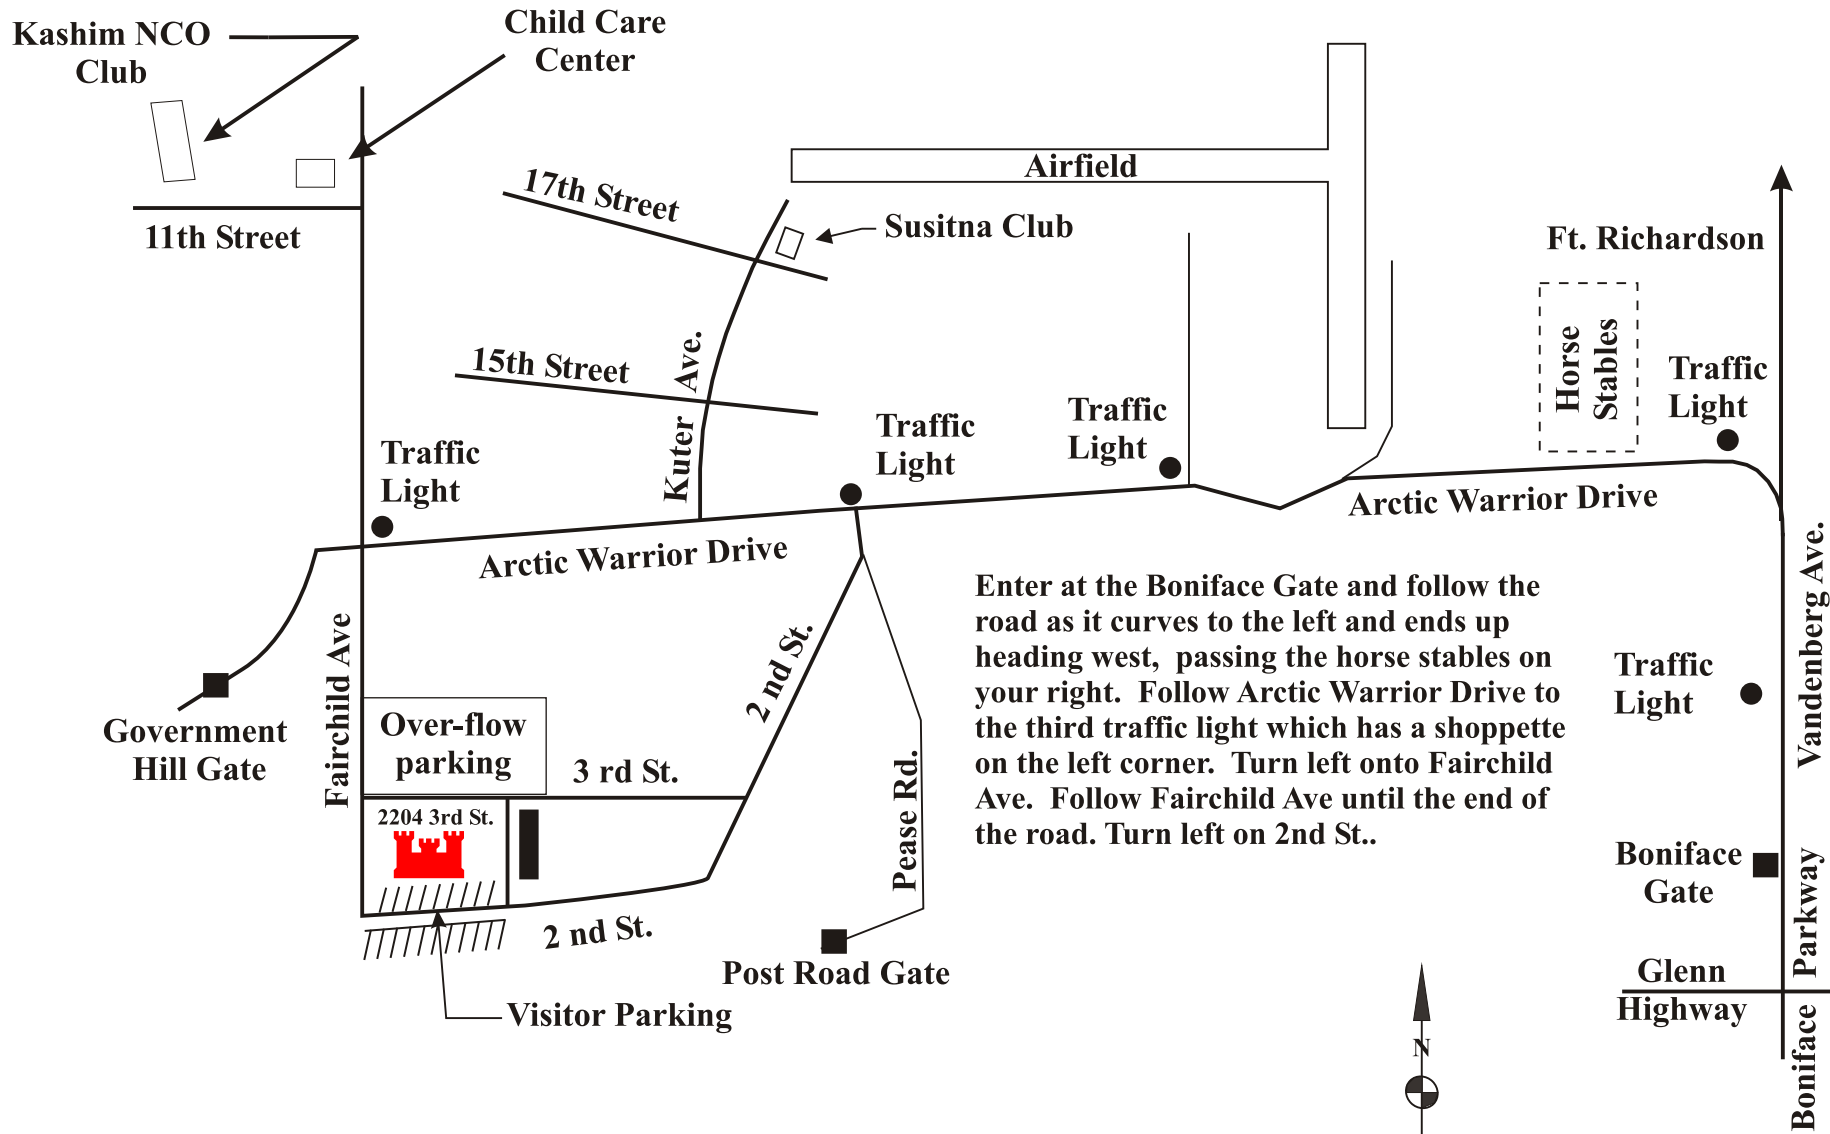 Kashim NCO
Club
Child Care
Center
11th Street
17th Street
Airfield
Susitna Club
Ft. Richardson
Horse
Stables
15th Street
Kuter Ave.
Traffic
Light
Traffic
Light
Traffic
Light
Traffic
Light
Arctic Warrior Drive
Arctic Warrior Drive
Enter at the Boniface Gate and follow the
road as it curves to the left and ends up
heading west,  passing the horse stables on
your right.  Follow Arctic Warrior Drive to
the third traffic light which has a shoppette
on the left corner.  Turn left onto Fairchild
Ave.  Follow Fairchild Ave until the end of
the road. Turn left on 2nd St..
Vandenberg Ave.
Traffic
Light
Fairchild Ave
2 nd St.
Government
Hill Gate
Over-flow
parking
3 rd St.
2204 3rd St.
Pease Rd.
Boniface
Gate
2 nd St.
Post Road Gate
Visitor Parking
Glenn
Highway
Boniface Parkway
N